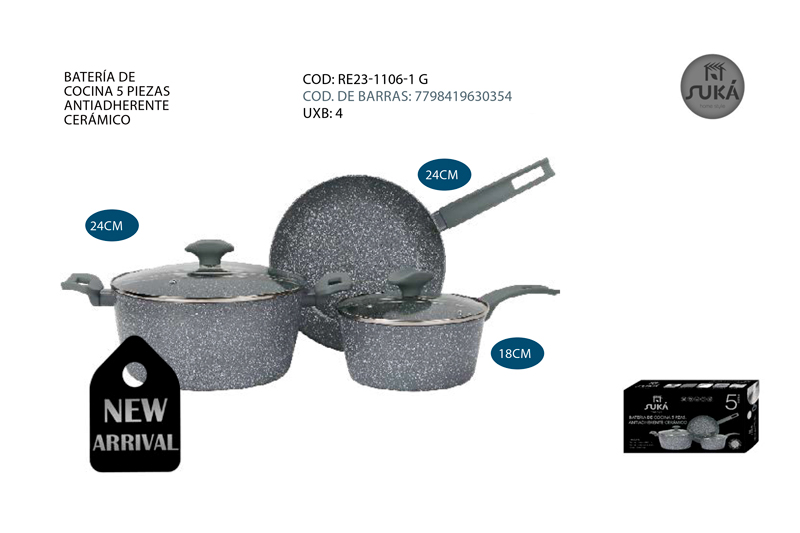 BATERÍA DE
COCINA 5 PIEZAS
ANTIADHERENTE
CERÁMICO
COD: RE23-1106-1 G
COD. DE BARRAS: 7798419630354
UXB: 4
SUKÁ
24CM
24CM
18CM
NEW
ARRIVAL
SUKÁ
5
BATERÍA DE COCINA 5 PIEZAS
ANTIADHERENTE CERÁMICO